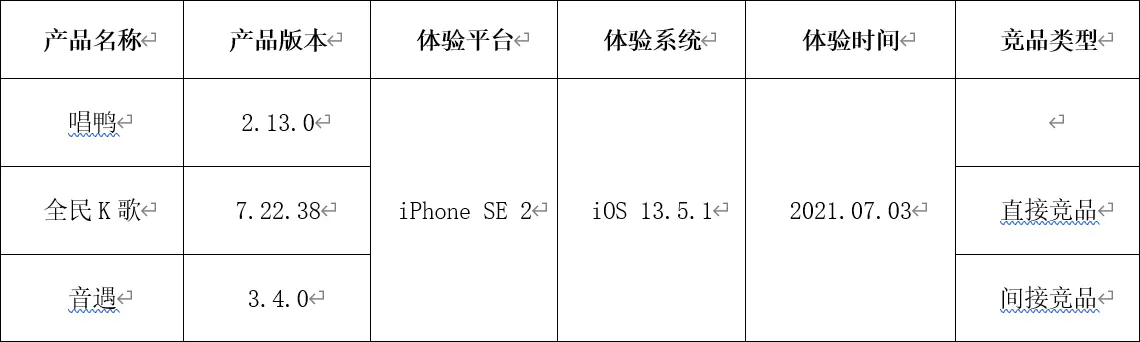 产品名称 产品版本 体验平台 体验系统 体验时间 竞品类型
唱鸭 2.13.0
全民K歌 7.22.38 iPhone SE 2 iOS 13.5.1 2021.07.03 直接竞品
音遇 3.4.0 间接竞品